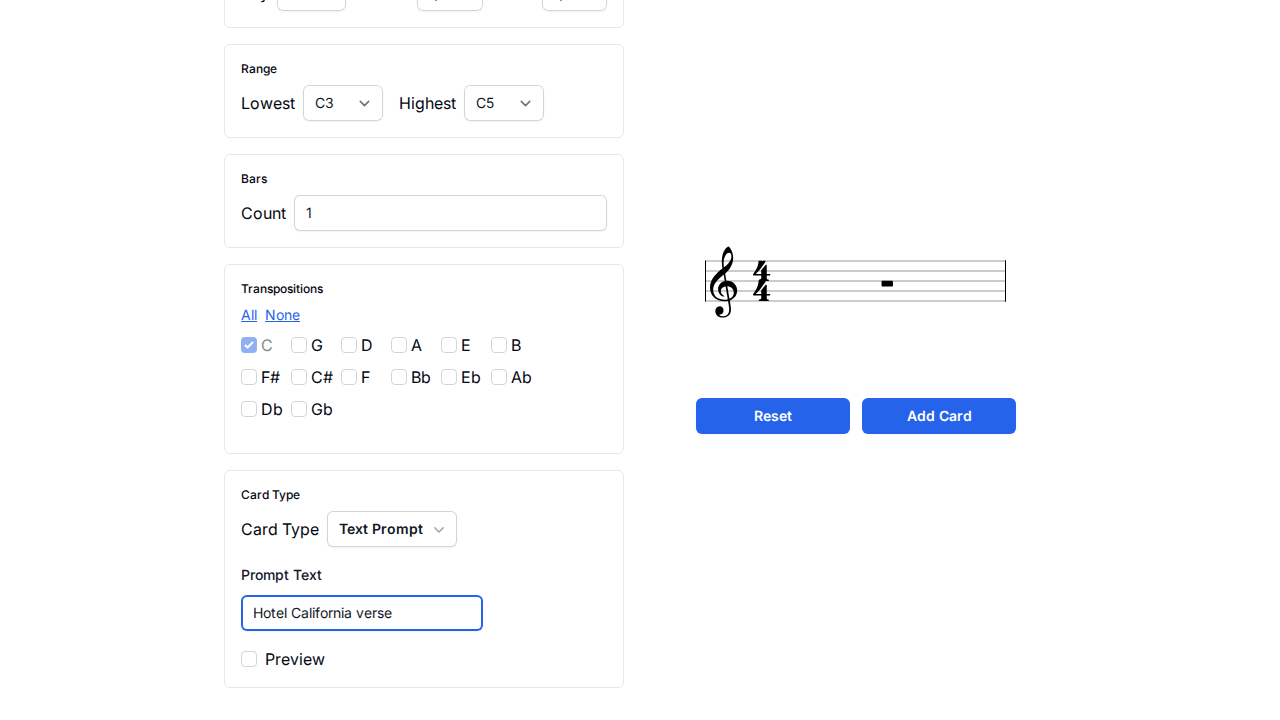 Range
Lowest C3 Highest C5
Bars
Count 1
Transpositions
All None
C G D A E B
F# C# F Bb Eb Ab
Db Gb
Card Type
Card Type Text Prompt
Prompt Text
Hotel California verse
Preview
4
4
Reset Add Card